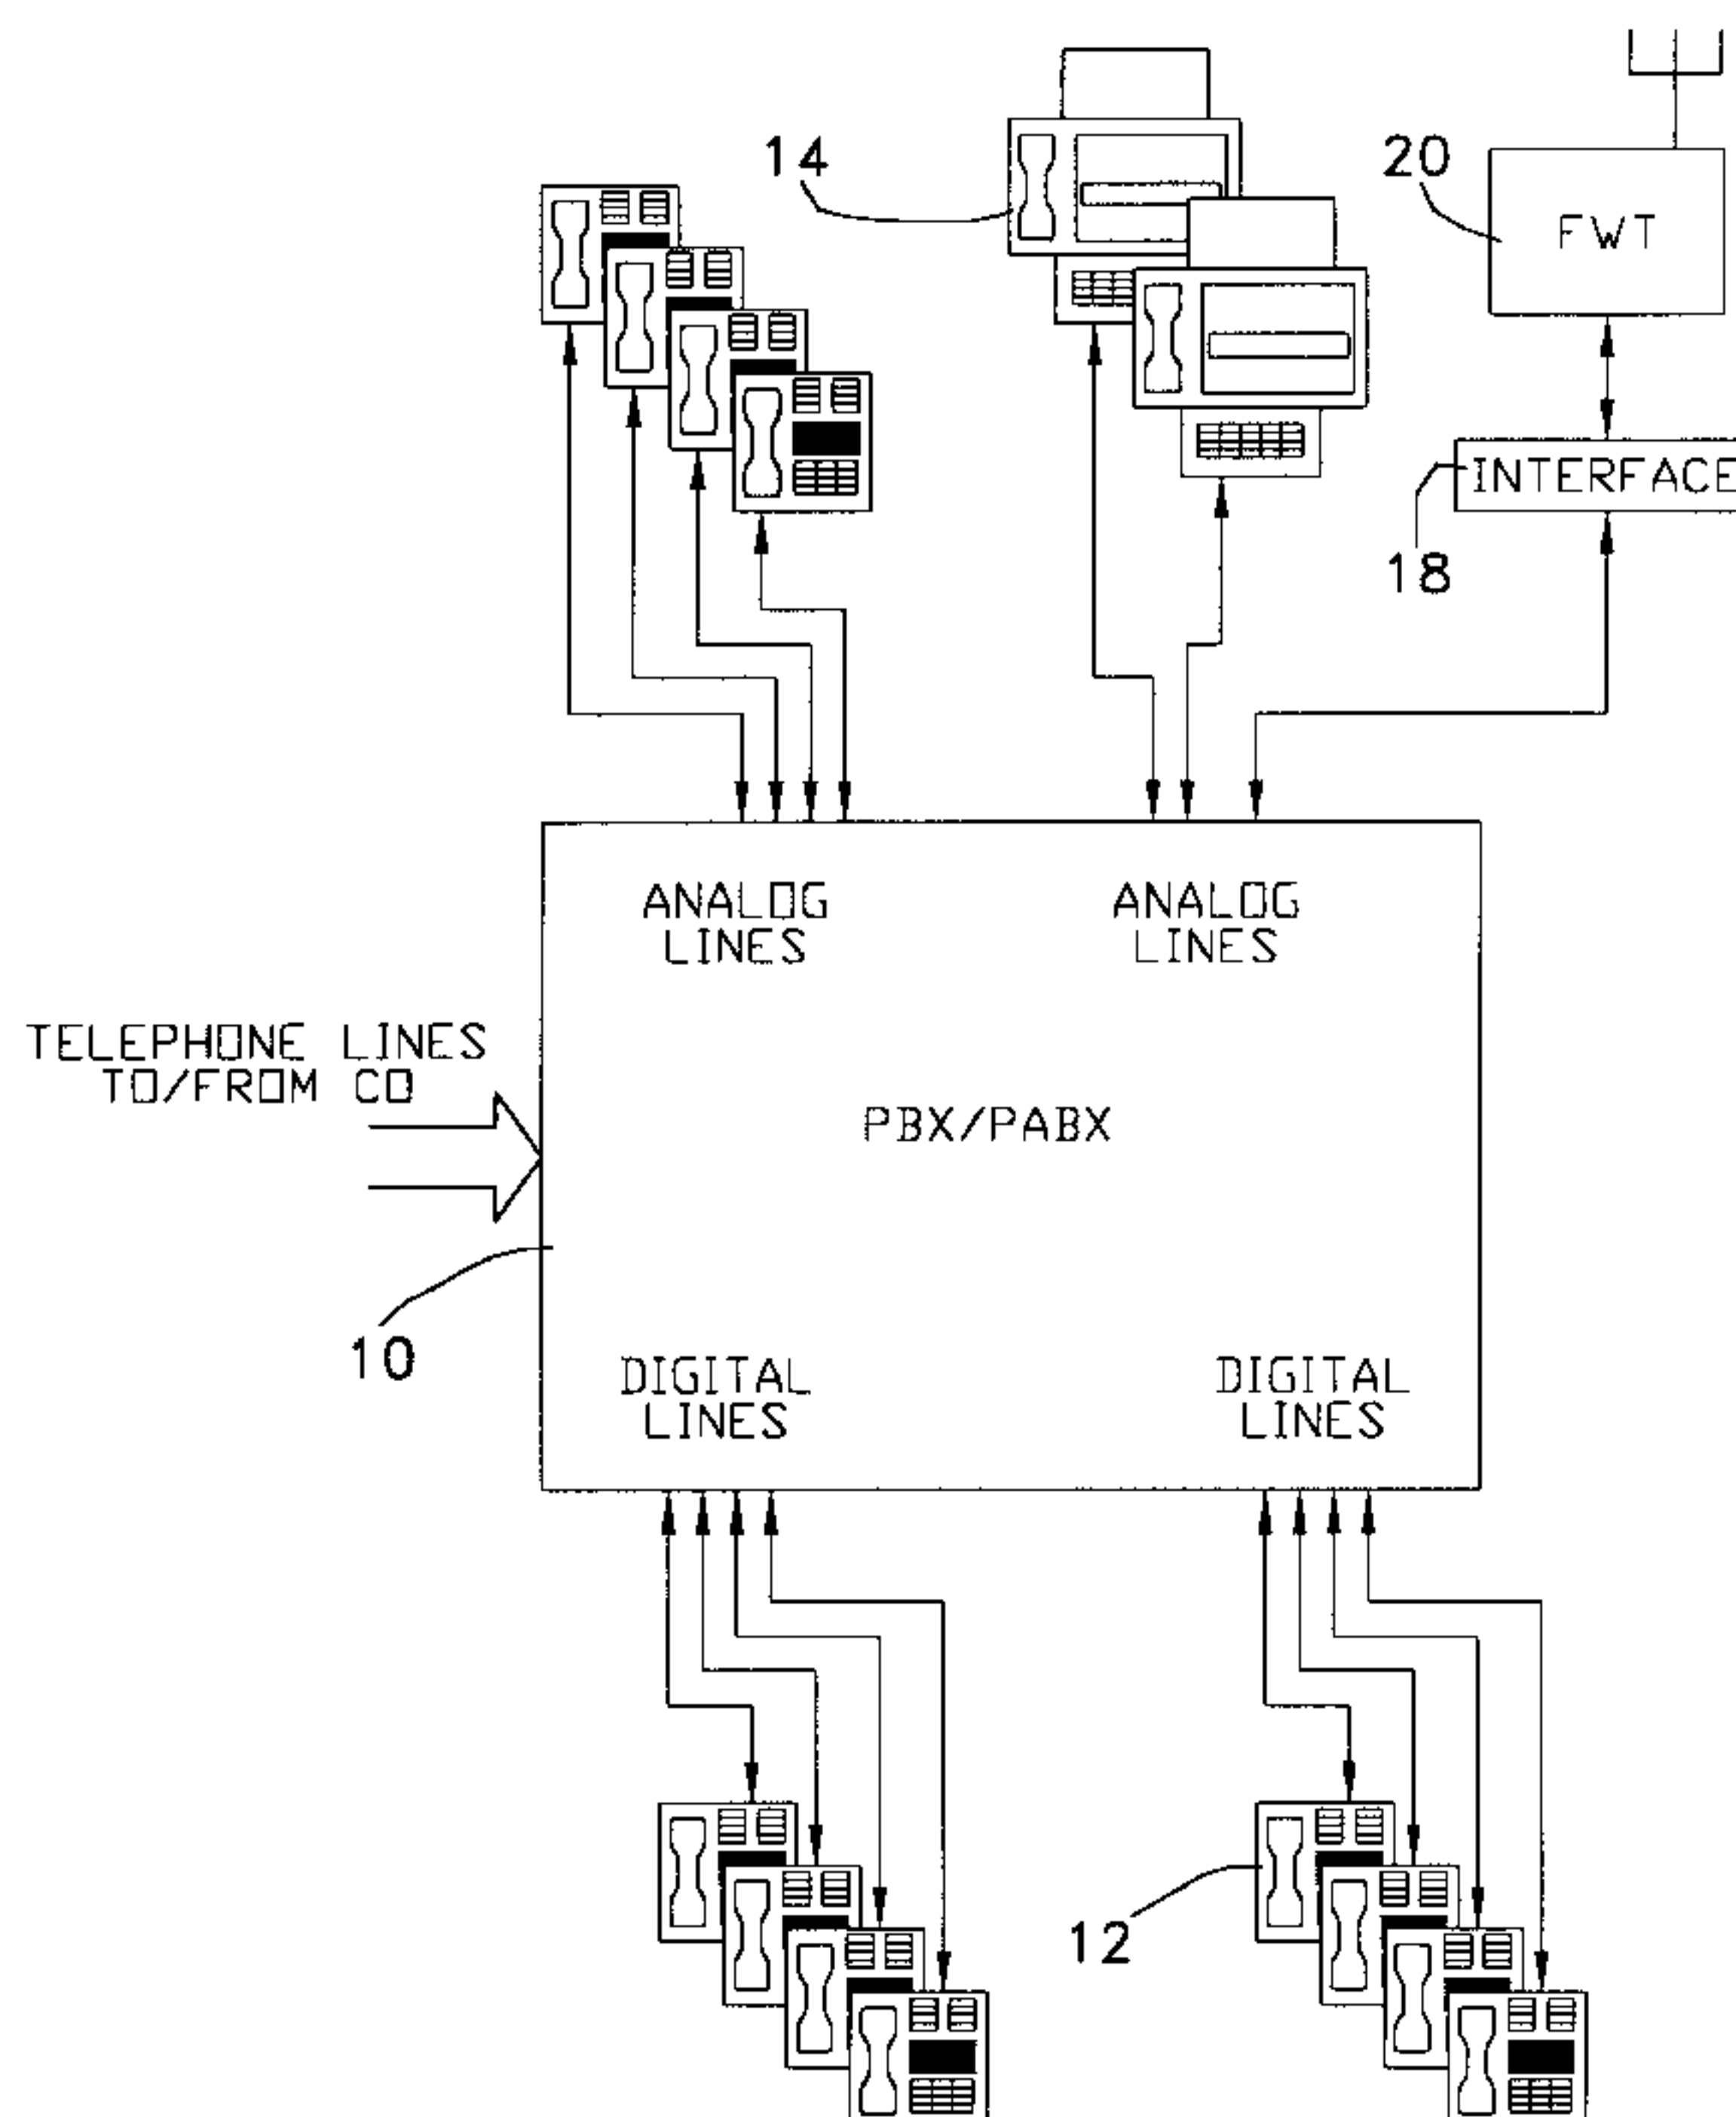 14
20
FWT
INTERFACE
18
ANALOG
LINES
ANALOG
LINES
TELEPHONE LINES
TO/FROM CO
PBX/PABX
10
DIGITAL
LINES
DIGITAL
LINES
12